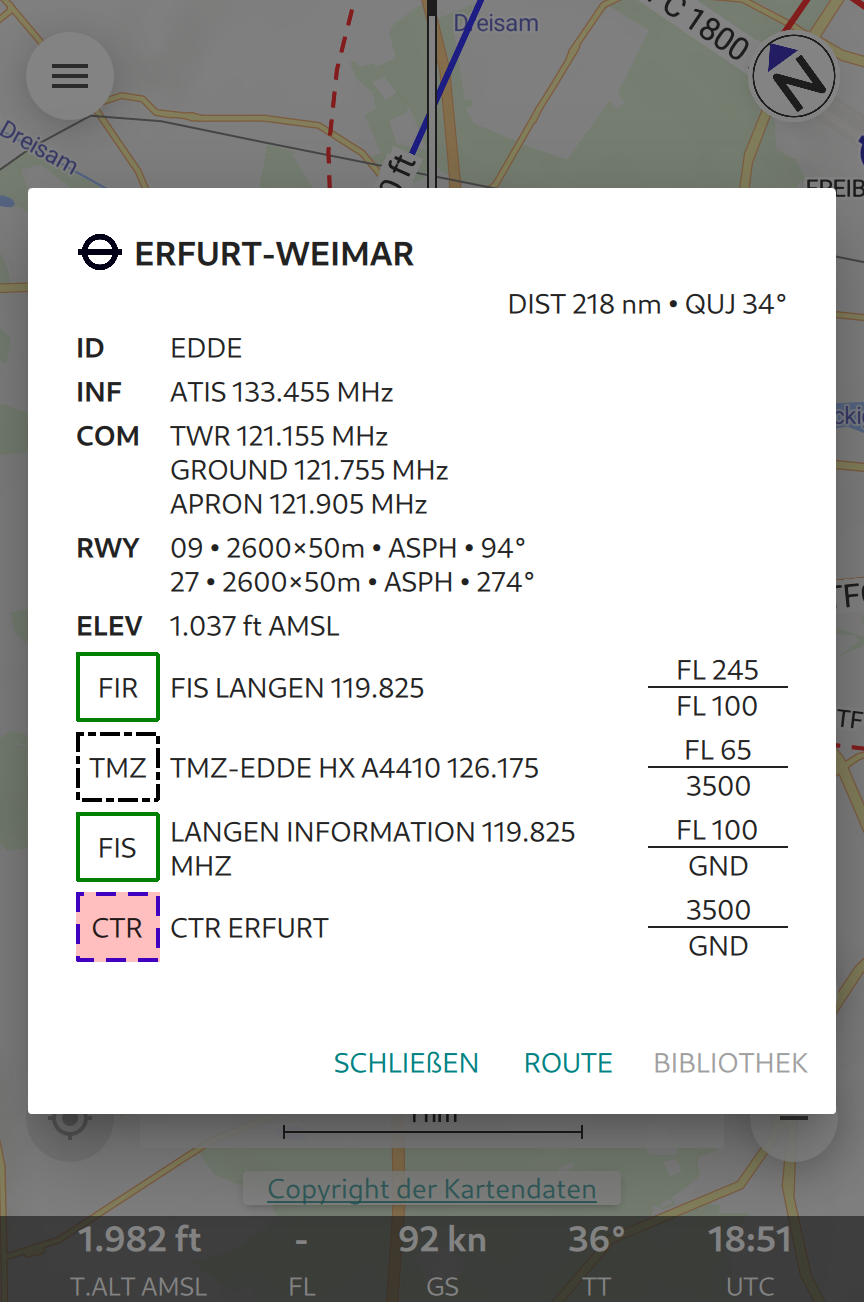 Dreisam
FC 1800
N
Dreisam
0 ft
FREIB
ERFURT-WEIMAR
DIST 218 nm • QUJ 34°
ID EDDE
INF ATIS 133.455 MHz
COM TWR 121.155 MHz
GROUND 121.755 MHz
APRON 121.905 MHz
RWY 09 • 2600×50m • ASPH • 94°
27 • 2600×50m • ASPH • 274°
ELEV 1.037 ft AMSL
FIR FIS LANGEN 119.825
FL 245
FL 100
TMZ TMZ-EDDE HX A4410 126.175
FL 65
3500
FIS LANGEN INFORMATION 119.825
MHZ
FL 100
GND
CTR CTR ERFURT
3500
GND
SCHLIEßEN ROUTE BIBLIOTHEK
Copyright der Kartendaten
1.982 ft - 92 kn 36° 18:51
T.ALT AMSL FL GS TT UTC